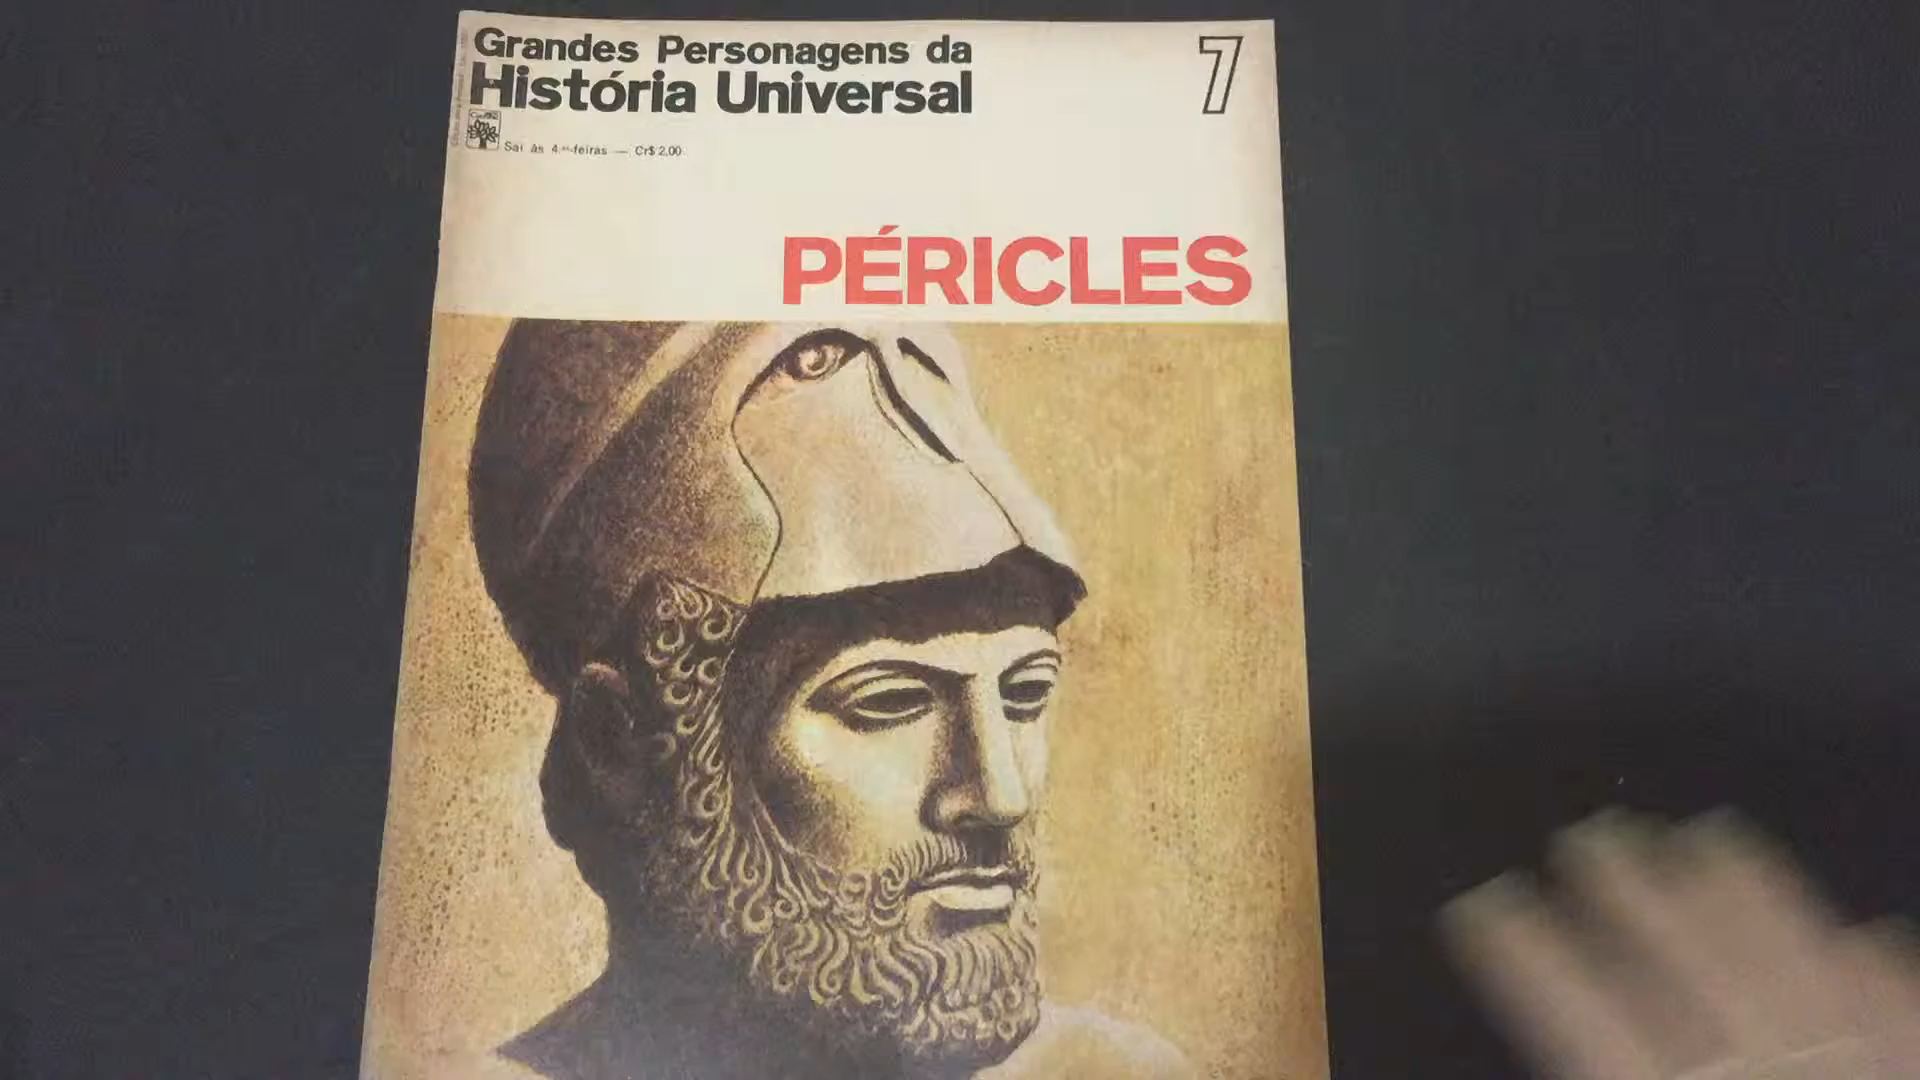 Grandes Personagens da
História Universal
7
Sai às 4.ᵃˢ-feiras — Cr$ 2,00
PÉRICLES